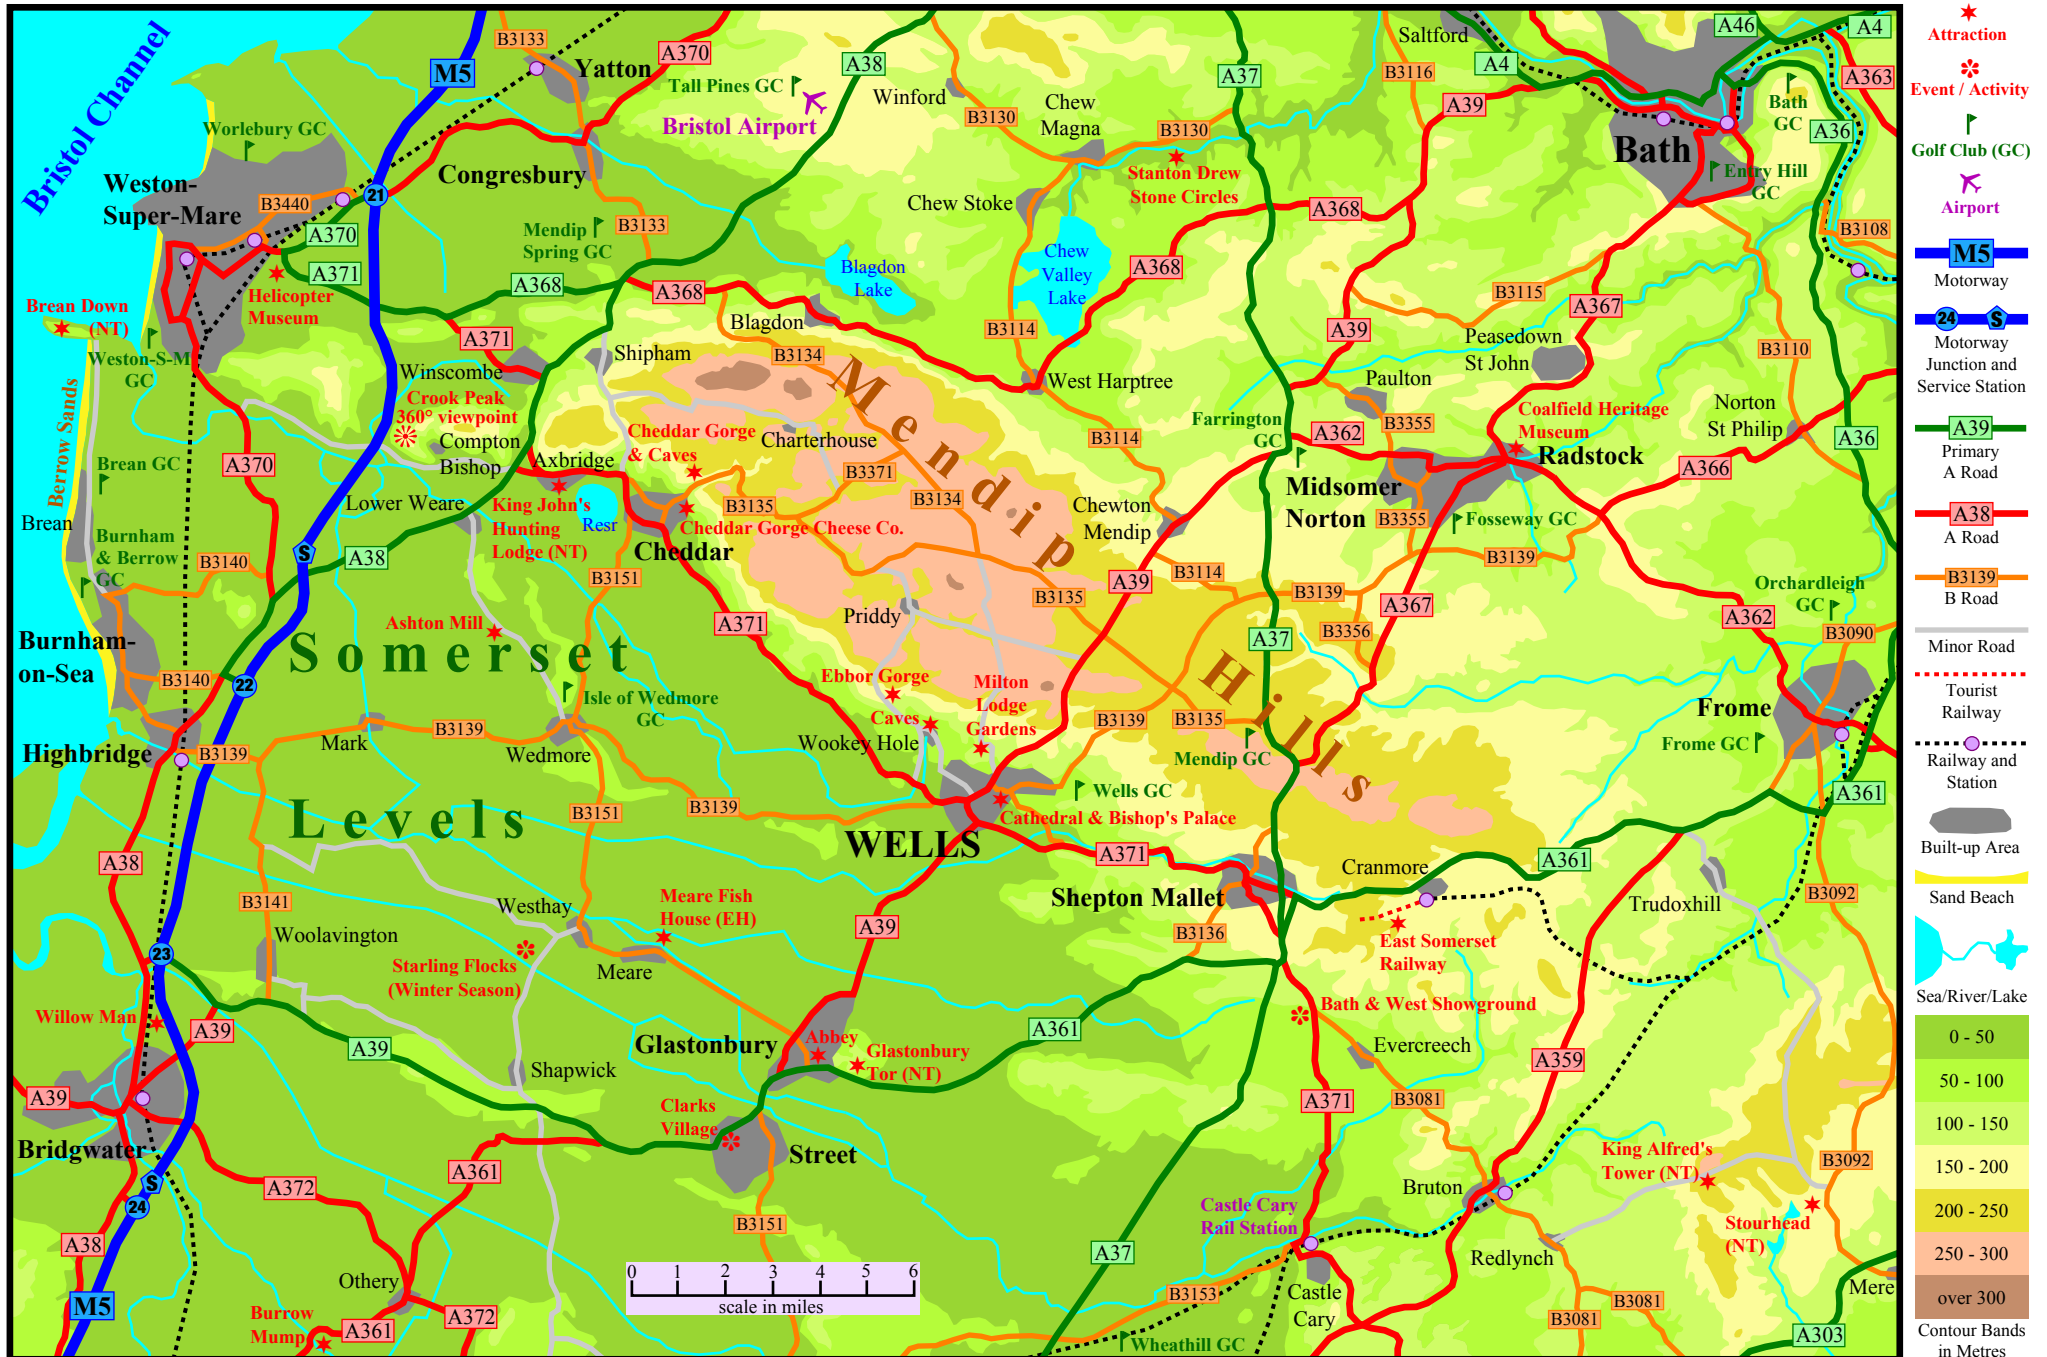 Bristol Channel
B3133
Yatton
M5
A370
A38
Tall Pines GC
Bristol Airport
Winford
B3130
Chew
Magna
B3130
A37
Saltford
A4
B3116
A39
A46
A4
A363
Bath
GC
A36
Bath
Entry Hill
GC
B3108
Worlebury GC
Weston-
Super-Mare
B3440
21
A370
A371
Helicopter
Museum
Congresbury
Mendip
Spring GC
B3133
A368
A368
Stanton Drew
Stone Circles
Chew Stoke
Chew
Valley
Lake
Blagdon
Lake
A368
A368
B3114
Blagdon
B3134
West Harptree
A39
B3115
A367
Peasedown
St John
Paulton
B3110
Brean Down
(NT)
Weston-S-M
GC
Berrow Sands
A371
Winscombe
Shipham
Crook Peak
360° viewpoint
Compton
Bishop
Axbridge
Cheddar Gorge
& Caves
Charterhouse
B3371
B3134
B3135
Mendip
Hills
Farrington
GC
A362
B3355
B3114
Coalfield Heritage
Museum
Radstock
Norton
St Philip
A36
A366
Brean GC
A370
Brean
Burnham
& Berrow
GC
B3140
Lower Weare
King John's
Hunting
Lodge (NT)
Resr
Cheddar Gorge Cheese Co.
Cheddar
Chewton
Mendip
Midsomer
Norton
B3355
Fosseway GC
B3139
S
A38
B3151
Ashton Mill
A371
Priddy
B3135
A39
B3114
B3139
A367
B3356
A37
Orchardleigh
GC
A362
B3090
Burnham-
on-Sea
B3140
22
Somerset
Levels
Isle of Wedmore
GC
Ebbor Gorge
Milton
Lodge
Gardens
Caves
Wookey Hole
B3139
B3135
Mendip GC
Frome
Frome GC
Highbridge
B3139
Mark
B3139
Wedmore
B3151
B3139
Wells GC
Cathedral & Bishop's Palace
WELLS
A371
A361
A38
Shepton Mallet
Cranmore
A361
Trudoxhill
B3092
B3141
Woolavington
Westhay
Meare Fish
House (EH)
A39
B3136
East Somerset
Railway
23
Starling Flocks
(Winter Season)
Meare
Willow Man
A39
A39
Glastonbury
Abbey
Glastonbury
Tor (NT)
A361
Bath & West Showground
Evercreech
A359
Shapwick
A39
Bridgwater
Clarks
Village
Street
A371
B3081
King Alfred's
Tower (NT)
B3092
S
24
A372
A361
B3151
Castle Cary
Rail Station
Bruton
Stourhead
(NT)
A38
A37
Redlynch
Othery
0 1 2 3 4 5 6
scale in miles
B3153
Castle
Cary
B3081
B3081
Mere
M5
Burrow
Mump
A361
A372
Wheathill GC
A303
Attraction
Event / Activity
Golf Club (GC)
Airport
M5
Motorway
24 S
Motorway
Junction and
Service Station
A39
Primary
A Road
A38
A Road
B3139
B Road
Minor Road
Tourist
Railway
Railway and
Station
Built-up Area
Sand Beach
Sea/River/Lake
0 - 50
50 - 100
100 - 150
150 - 200
200 - 250
250 - 300
over 300
Contour Bands
in Metres